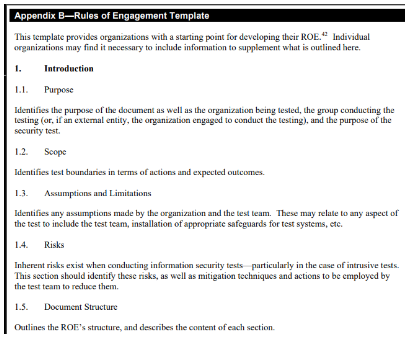 Appendix B—Rules of Engagement Template
This template provides organizations with a starting point for developing their ROE.42 Individual
organizations may find it necessary to include information to supplement what is outlined here.
1. Introduction
1.1. Purpose
Identifies the purpose of the document as well as the organization being tested, the group conducting the
testing (or, if an external entity, the organization engaged to conduct the testing), and the purpose of the
security test.
1.2. Scope
Identifies test boundaries in terms of actions and expected outcomes.
1.3. Assumptions and Limitations
Identifies any assumptions made by the organization and the test team. These may relate to any aspect of
the test to include the test team, installation of appropriate safeguards for test systems, etc.
1.4. Risks
Inherent risks exist when conducting information security tests—particularly in the case of intrusive tests.
This section should identify these risks, as well as mitigation techniques and actions to be employed by
the test team to reduce them.
1.5. Document Structure
Outlines the ROE's structure, and describes the content of each section.